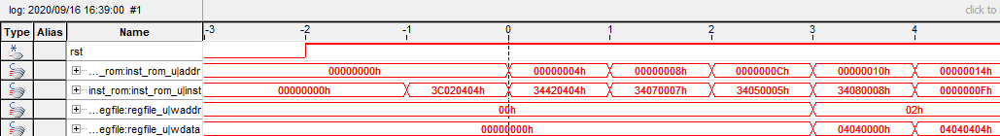 log: 2020/09/16 16:39:00 #1 click to
Type Alias Name -3 -2 -1 0 1 2 3 4
rst
..._rom:inst_rom_u|addr 00000000h 00000004h 00000008h 0000000Ch 00000010h 00000014h
inst_rom:inst_rom_u|inst 00000000h 3C020404h 34420404h 34070007h 34050005h 34080008h 0000000Fh
...egfile:regfile_u|waddr 00h 02h
...egfile:regfile_u|wdata 00000000h 04040000h 04040404h